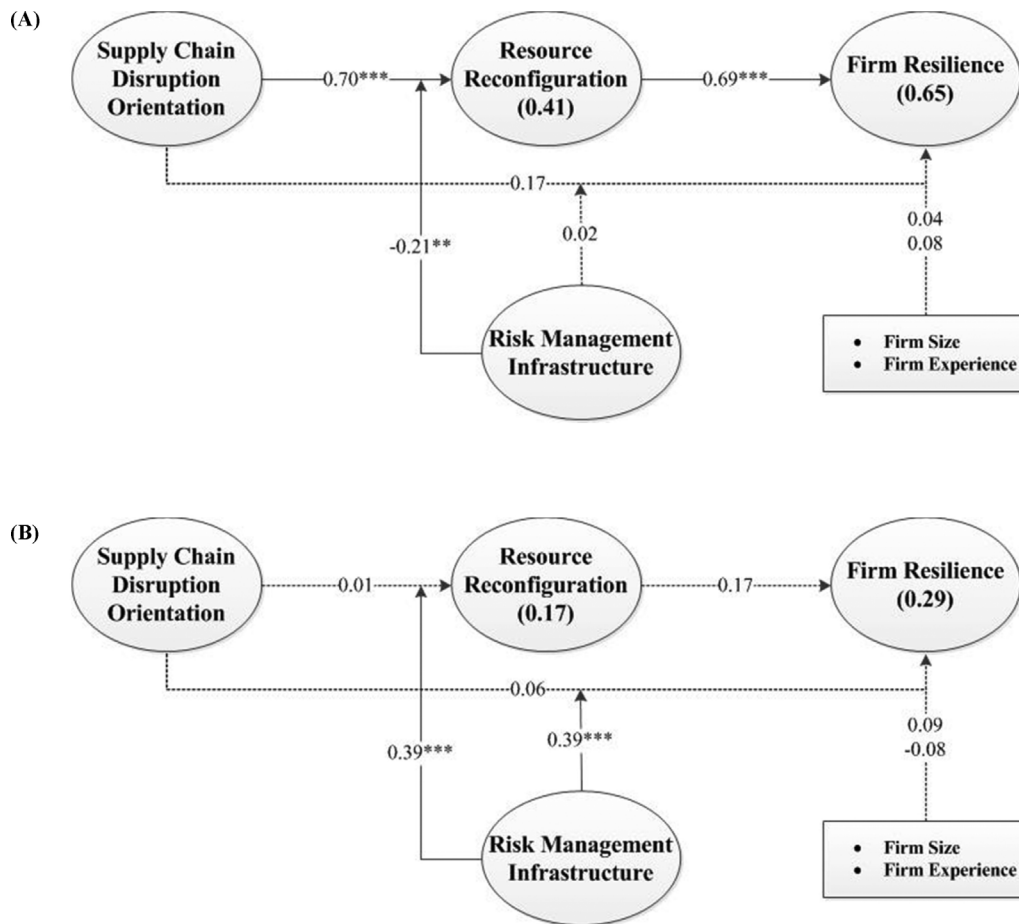 (A)
Supply Chain
Disruption
Orientation
0.70***
Resource
Reconfiguration
(0.41)
0.69***
Firm Resilience
(0.65)
0.17
-0.21**
0.02
0.04
0.08
Risk Management
Infrastructure
• Firm Size
• Firm Experience
(B)
Supply Chain
Disruption
Orientation
0.01
Resource
Reconfiguration
(0.17)
0.17
Firm Resilience
(0.29)
0.06
0.39***
0.39***
0.09
-0.08
Risk Management
Infrastructure
• Firm Size
• Firm Experience